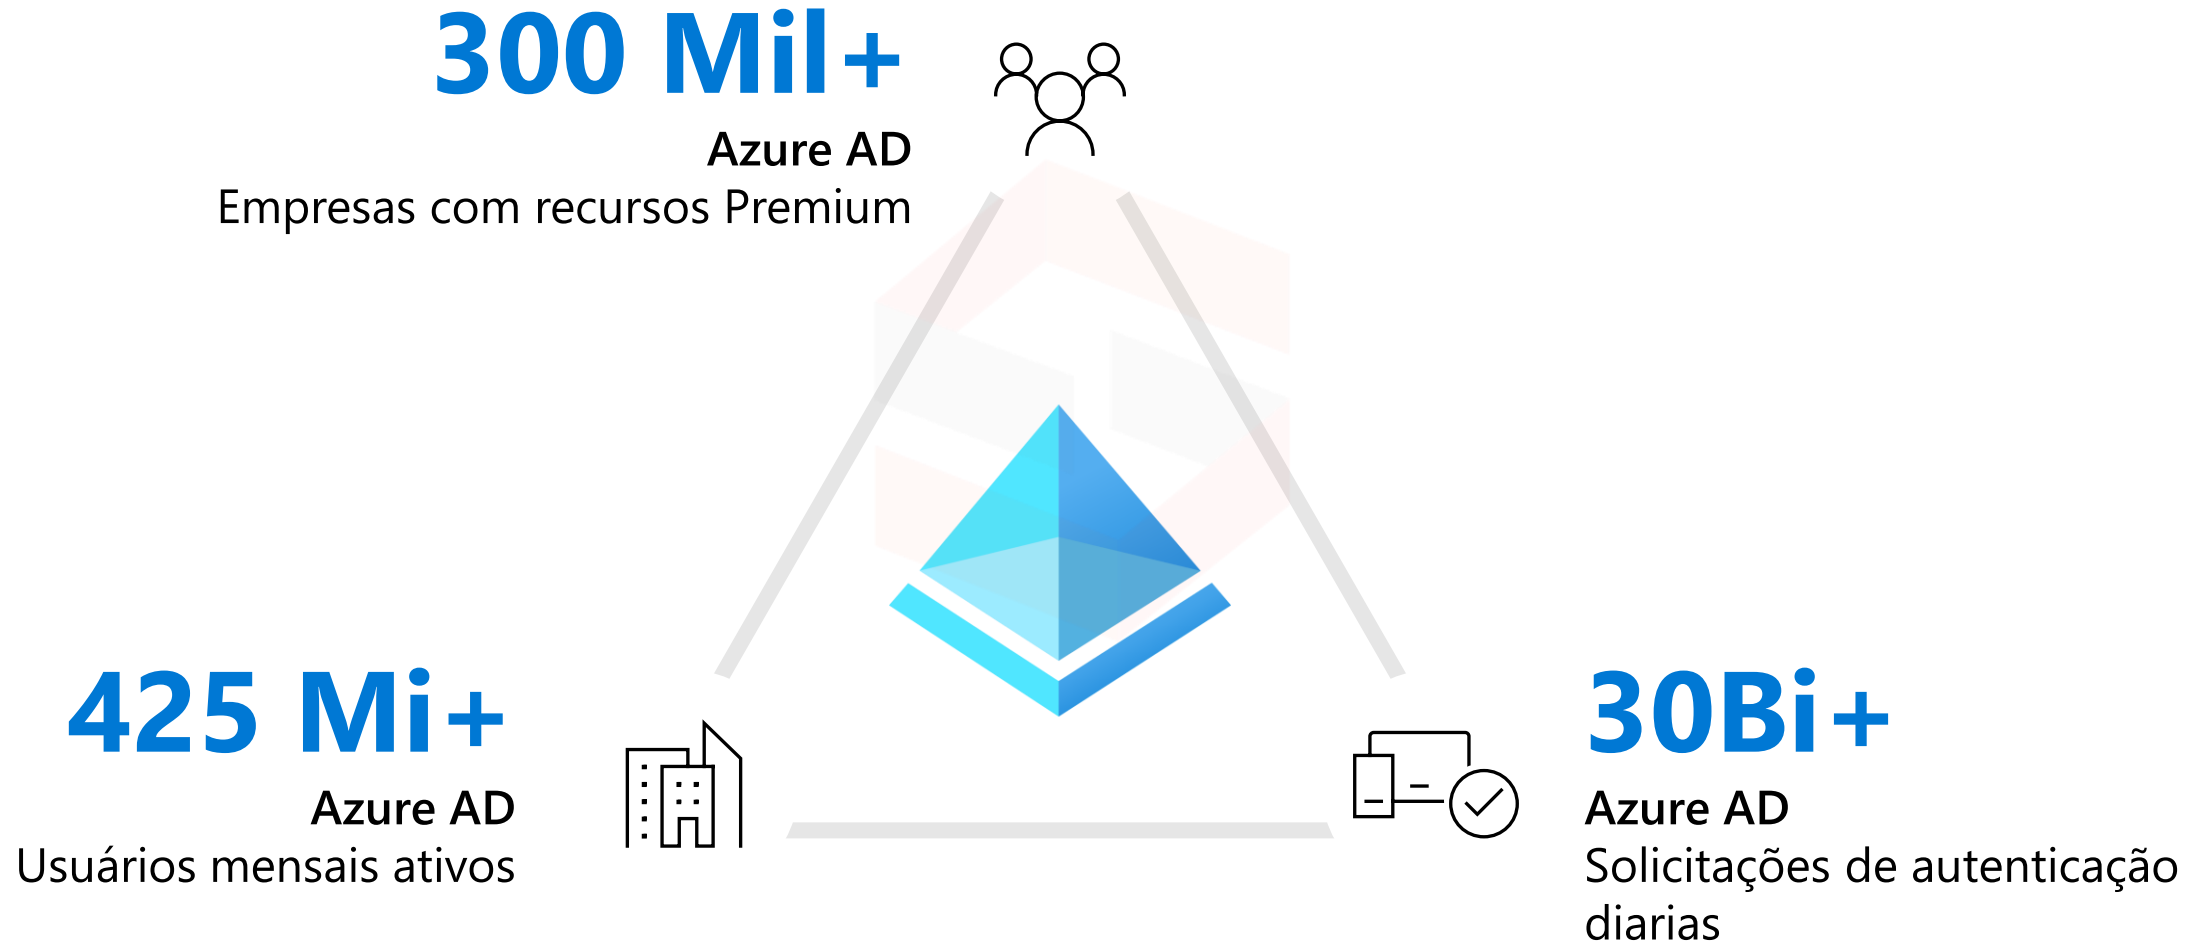 300 Mil+
Azure AD
Empresas com recursos Premium
425 Mi+
Azure AD
Usuários mensais ativos
30Bi+
Azure AD
Solicitações de autenticação
diarias